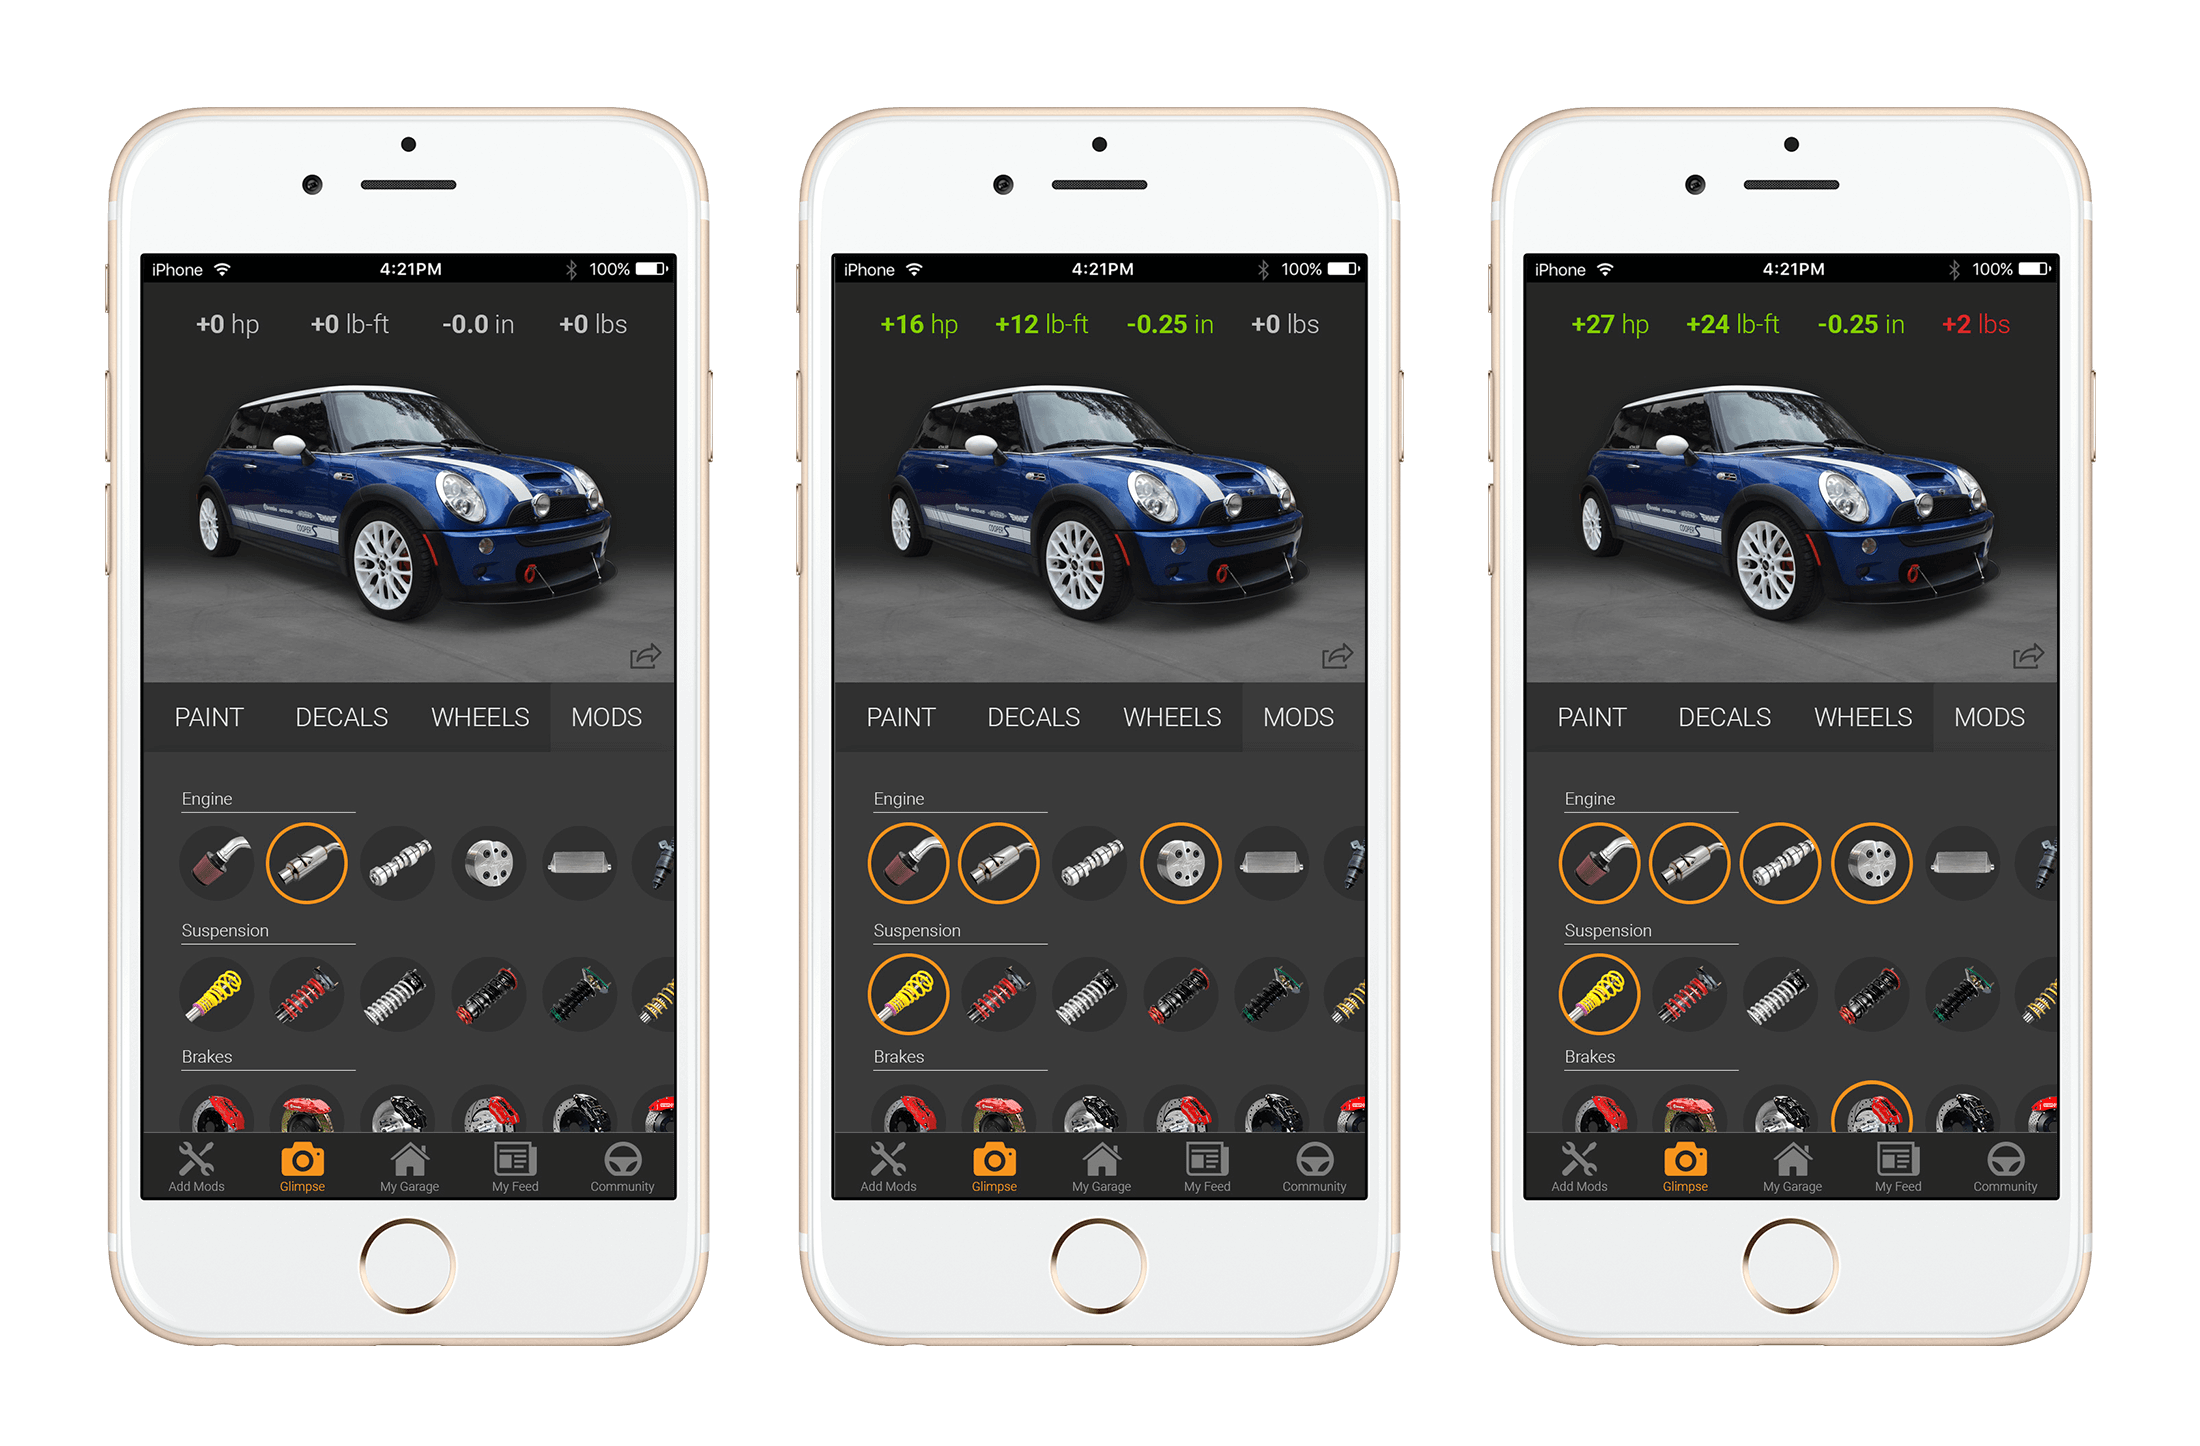 iPhone 4:21PM 100%
+0 hp +0 lb-ft -0.0 in +0 lbs
COOPER S
PAINT DECALS WHEELS MODS
Engine
Suspension
Brakes
Add Mods Glimpse My Garage My Feed Community
iPhone 4:21PM 100%
+16 hp +12 lb-ft -0.25 in +0 lbs
COOPER S
PAINT DECALS WHEELS MODS
Engine
Suspension
Brakes
Add Mods Glimpse My Garage My Feed Community
iPhone 4:21PM 100%
+27 hp +24 lb-ft -0.25 in +2 lbs
COOPER S
PAINT DECALS WHEELS MODS
Engine
Suspension
Brakes
Add Mods Glimpse My Garage My Feed Community